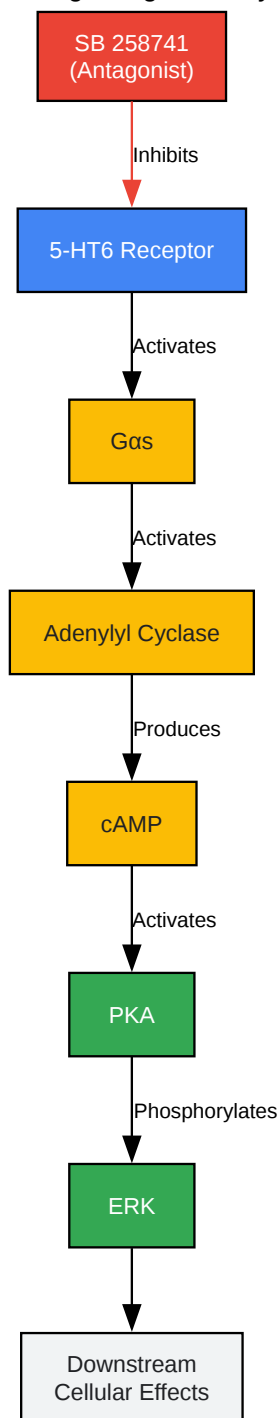 SB 258741
(Antagonist)
Inhibits
5-HT6 Receptor
Activates
Gαs
Activates
Adenylyl Cyclase
Produces
cAMP
Activates
PKA
Phosphorylates
ERK
Downstream
Cellular Effects